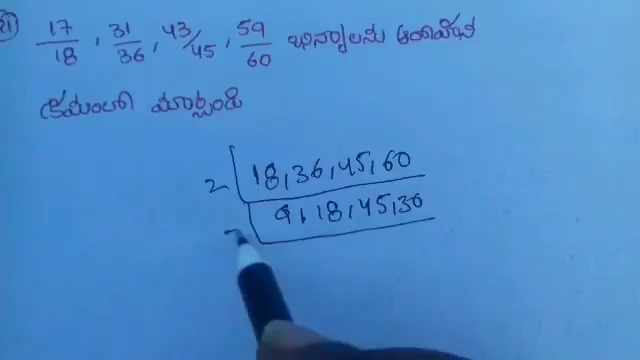 21) 17/18, 31/36, 43/45, 59/60 భిన్నాలను ఆరోహణ
క్రమంలో మార్చండి
2 | 18, 36, 45, 60
9, 18, 45, 30